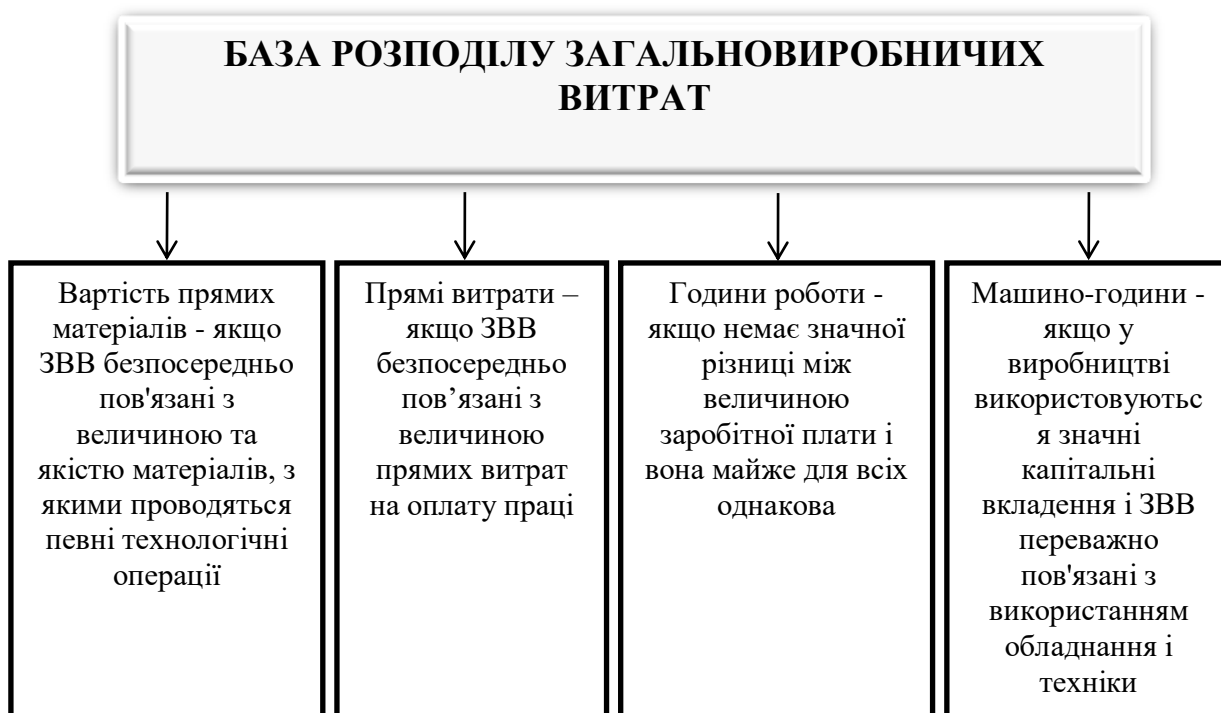 БАЗА РОЗПОДІЛУ ЗАГАЛЬНОВИРОБНИЧИХ
ВИТРАТ
Вартість прямих
матеріалів - якщо
ЗВВ безпосередньо
пов'язані з
величиною та
якістю матеріалів, з
якими проводяться
певні технологічні
операції
Прямі витрати –
якщо ЗВВ
безпосередньо
пов’язані з
величиною
прямих витрат
на оплату праці
Години роботи -
якщо немає значної
різниці між
величиною
заробітної плати і
вона майже для всіх
однакова
Машино-години -
якщо у
виробництві
використовуютьс
я значні
капітальні
вкладення і ЗВВ
переважно
пов'язані з
використанням
обладнання і
техніки